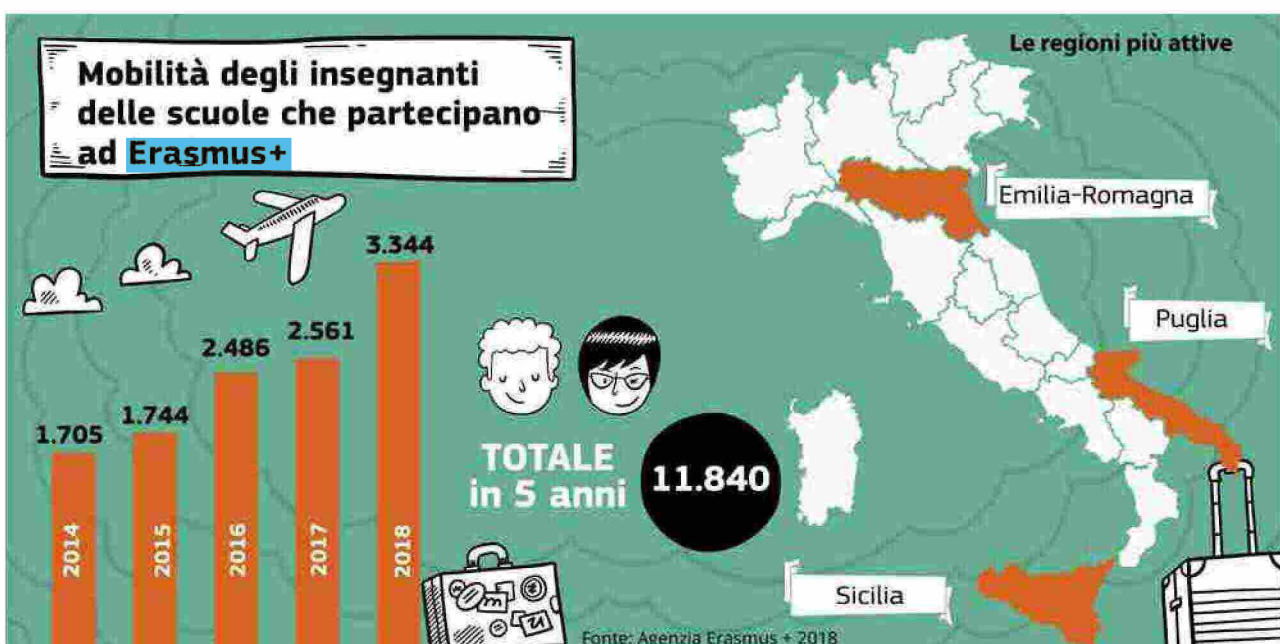 Mobilità degli insegnanti
delle scuole che partecipano
ad Erasmus+
Le regioni più attive
Emilia-Romagna
Puglia
Sicilia
1.705
1.744
2.486
2.561
3.344
2014
2015
2016
2017
2018
TOTALE
in 5 anni
11.840
Fonte: Agenzia Erasmus + 2018